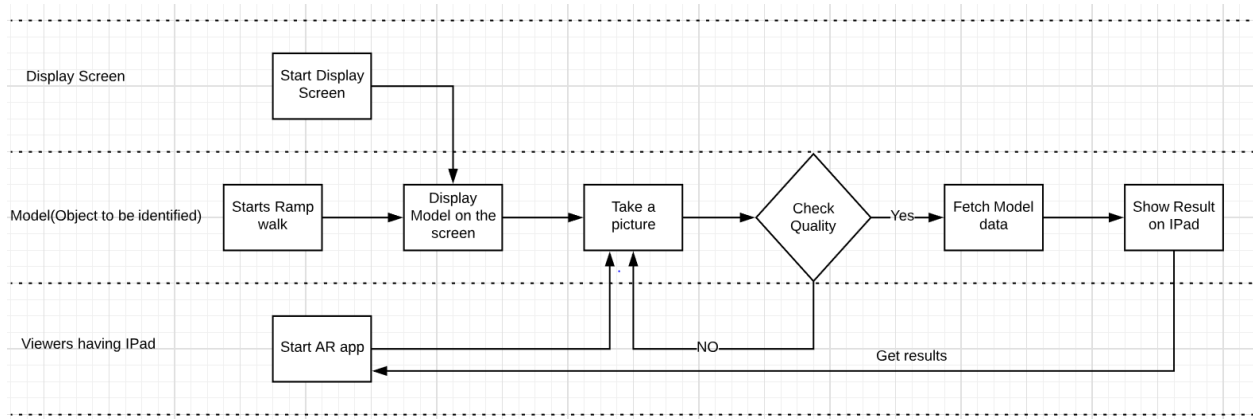 Display Screen
Start Display
Screen
Model(Object to be identified)
Starts Ramp
walk
Display
Model on the
screen
Take a
picture
Check
Quality
Yes
Fetch Model
data
Show Result
on IPad
Viewers having IPad
Start AR app
NO
Get results